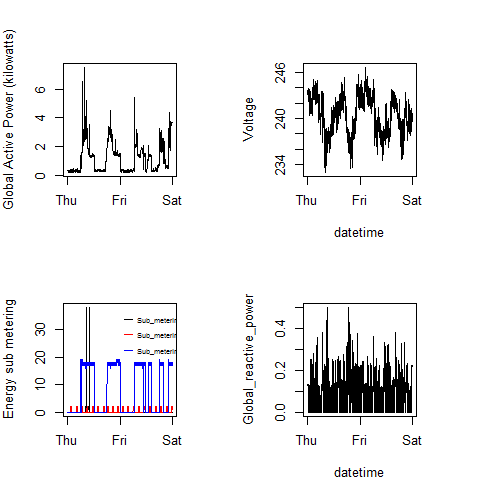 Global Active Power (kilowatts)
6
4
2
0
Thu
Fri
Sat
Voltage
246
240
234
Thu
Fri
Sat
datetime
Energy sub metering
30
20
10
0
Sub_meterin
Sub_meterin
Sub_meterin
Thu
Fri
Sat
Global_reactive_power
0.4
0.2
0.0
Thu
Fri
Sat
datetime